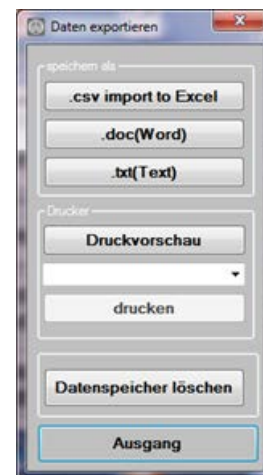 Daten exportieren
speichern als
.csv import to Excel
.doc(Word)
.txt(Text)
Drucker
Druckvorschau
drucken
Datenspeicher löschen
Ausgang